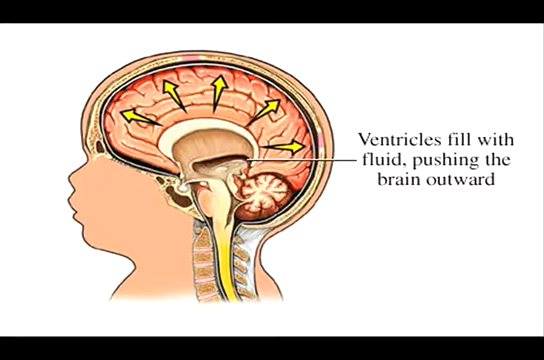 Ventricles fill with
fluid, pushing the
brain outward